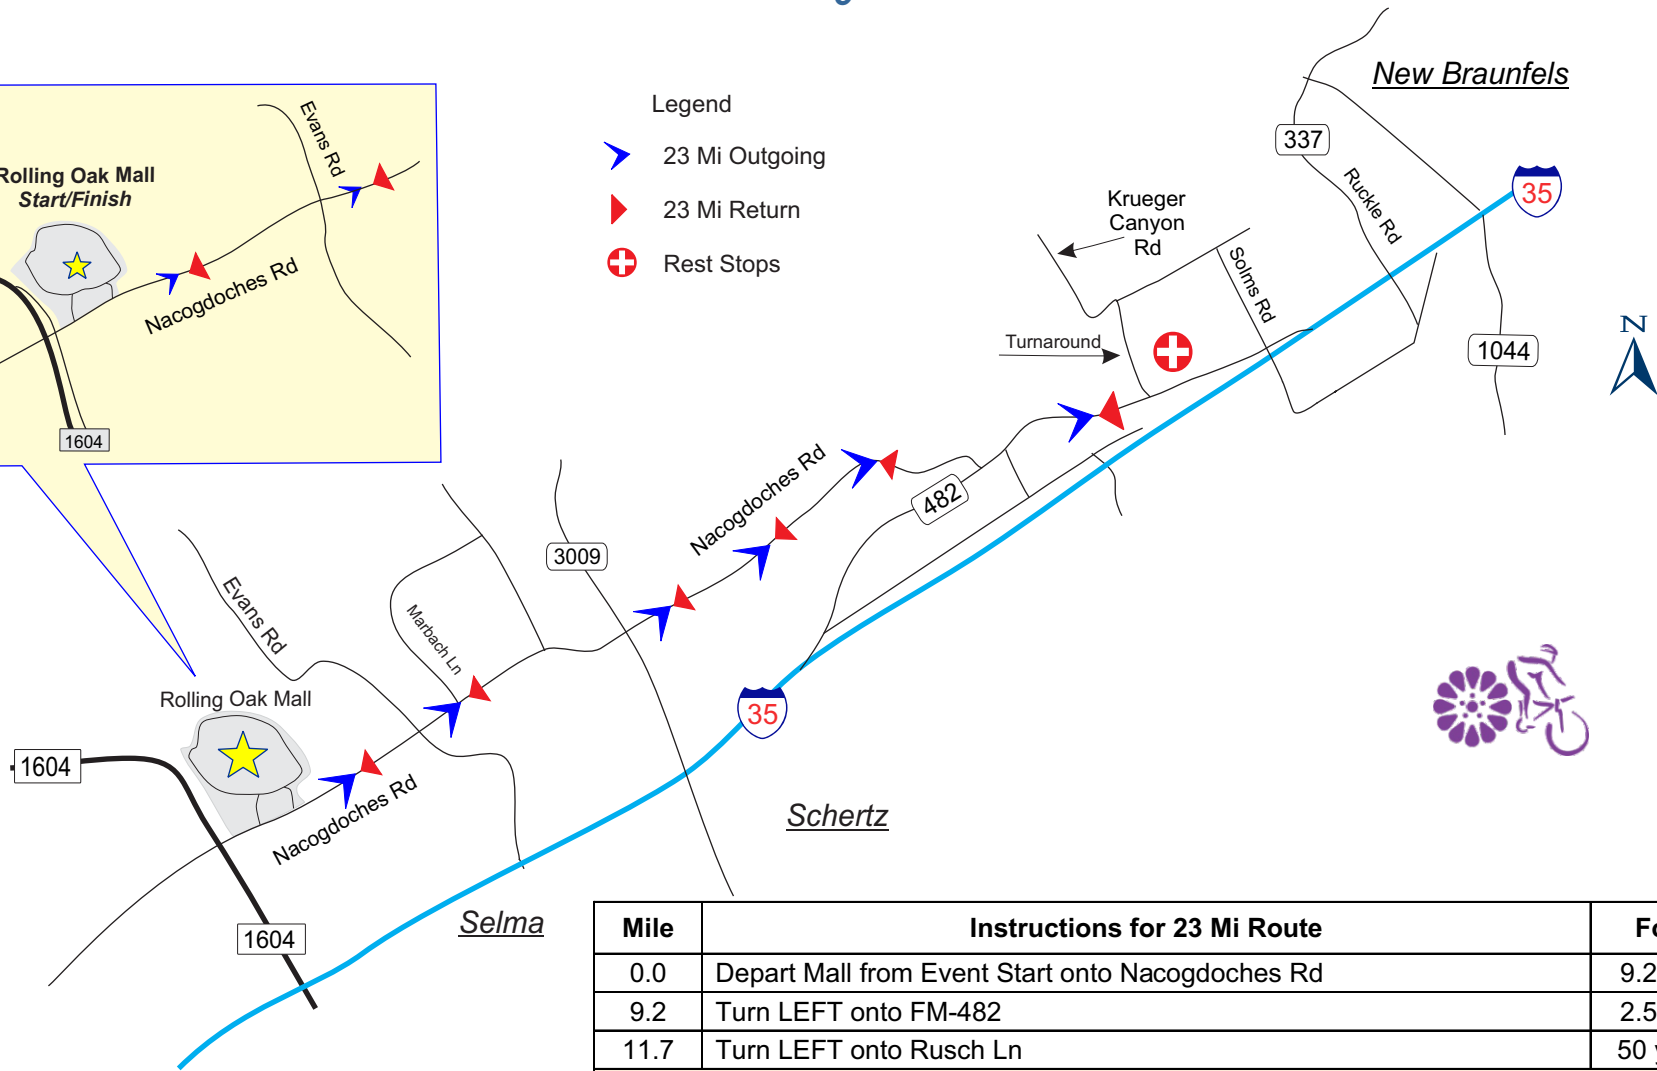 New Braunfels
Legend
23 Mi Outgoing
23 Mi Return
Rest Stops
Evans Rd
Rolling Oak Mall
Start/Finish
Nacogdoches Rd
1604
337
Ruckle Rd
35
Krueger
Canyon
Rd
Solms Rd
Turnaround
1044
N
Nacogdoches Rd
482
3009
Evans Rd
Marbach Ln
Rolling Oak Mall
35
1604
Nacogdoches Rd
Schertz
Selma
1604
Mile Instructions for 23 Mi Route
0.0 Depart Mall from Event Start onto Nacogdoches Rd 9.2
9.2 Turn LEFT onto FM-482 2.5
11.7 Turn LEFT onto Rusch Ln 50